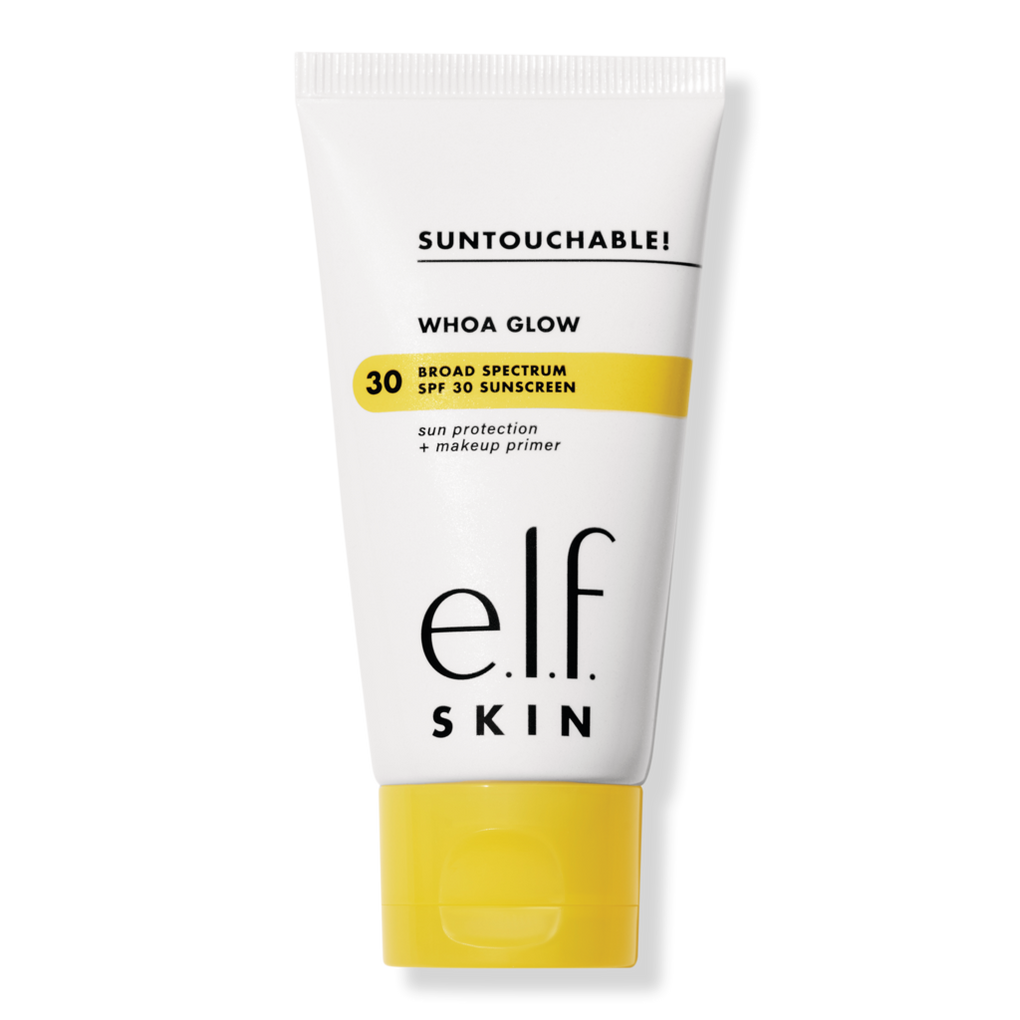 SUNTOUCHABLE!
WHOA GLOW
30
BROAD SPECTRUM
SPF 30 SUNSCREEN
sun protection
+ makeup primer
e.l.f.
SKIN